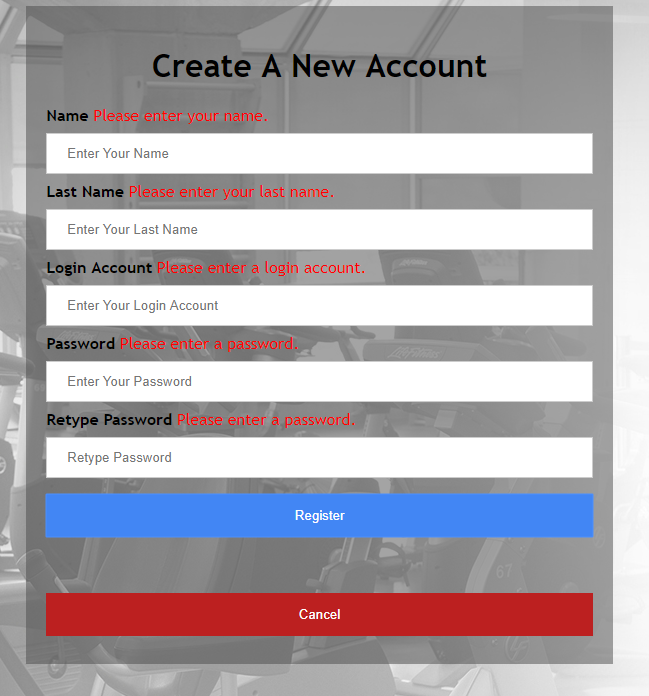 Create A New Account
Name Please enter your name.
Enter Your Name
Last Name Please enter your last name.
Enter Your Last Name
Login Account Please enter a login account.
Enter Your Login Account
Password Please enter a password.
Enter Your Password
Retype Password Please enter a password.
Retype Password
Register
67
Cancel